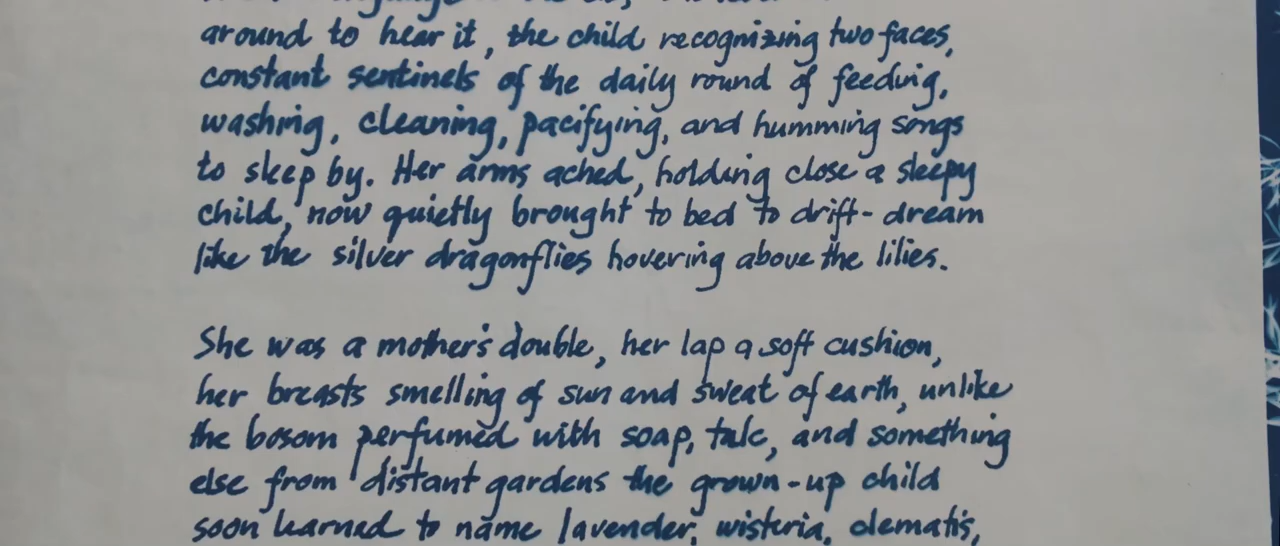 around to hear it, the child recognizing two faces,
constant sentinels of the daily round of feeding,
washing, cleaning, pacifying, and humming songs
to sleep by. Her arms ached, holding close a sleepy
child, now quietly brought to bed to drift-dream
like the silver dragonflies hovering above the lilies.
She was a mother's double, her lap a soft cushion,
her breasts smelling of sun and sweat of earth, unlike
the bosom perfumed with soap, talc, and something
else from distant gardens the grown-up child
soon learned to name lavender, wisteria, clematis,